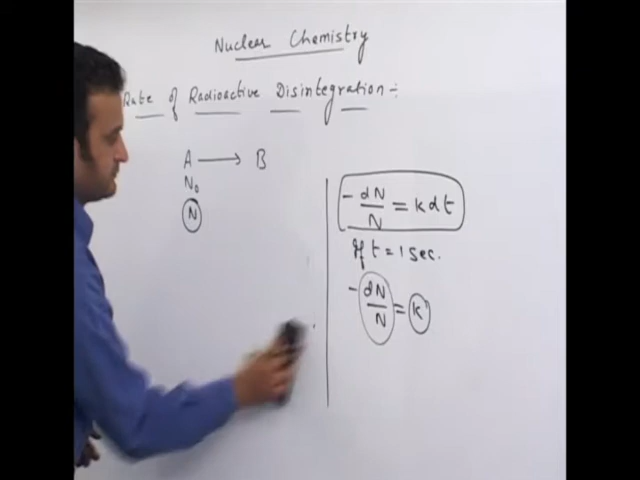 Nuclear Chemistry
Rate of Radioactive Disintegration :-
A → B
N₀
N
- dN/N = k dt
If t = 1 sec.
- dN/N = k